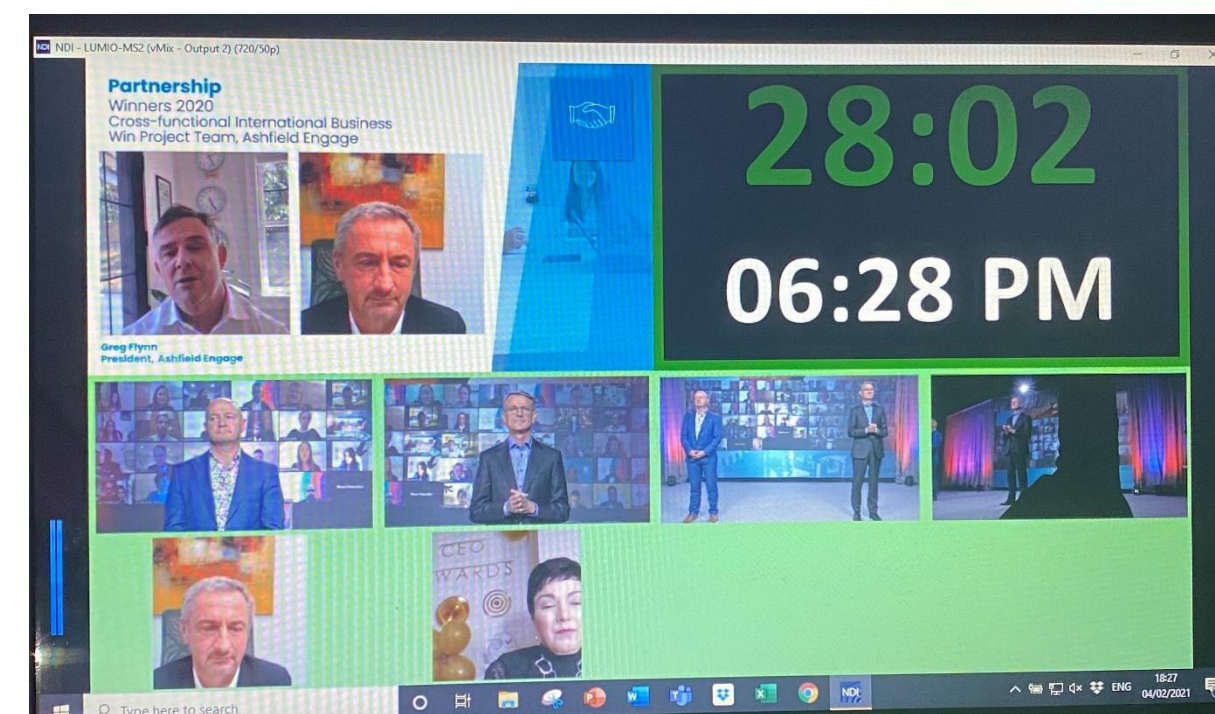 NDI NDI - LUMIO-MS2 (vMix - Output 2) (720/50p)
Partnership
Winners 2020
Cross-functional International Business
Win Project Team, Ashfield Engage
28:02
06:28 PM
Greg Flynn
President, Ashfield Engage
CEO
WARDS
Type here to search
NDI
ENG
18:27
04/02/2021